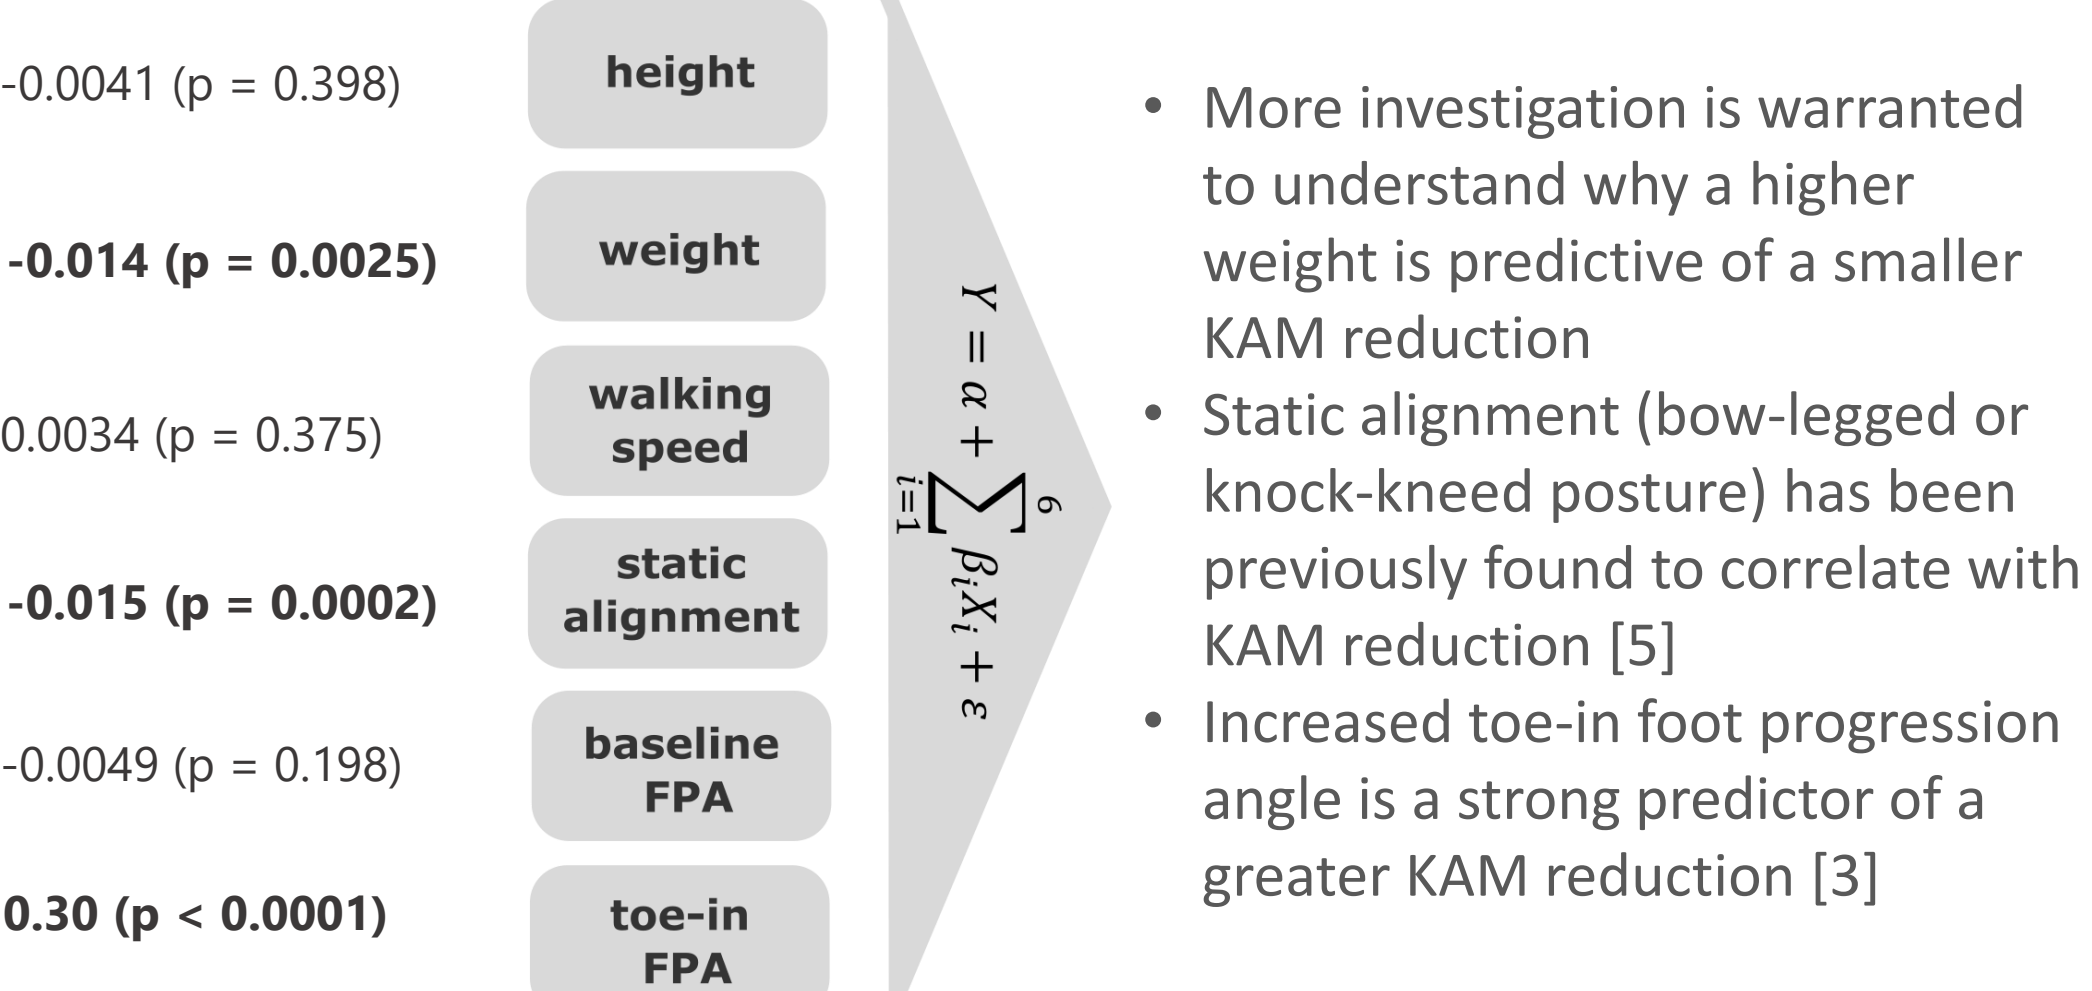 -0.0041 (p = 0.398)
height
-0.014 (p = 0.0025)
weight
0.0034 (p = 0.375)
walking
speed
-0.015 (p = 0.0002)
static
alignment
-0.0049 (p = 0.198)
baseline
FPA
0.30 (p < 0.0001)
toe-in
FPA
Y = α + ∑_{i=1}^{6} β_i X_i + ε
• More investigation is warranted
to understand why a higher
weight is predictive of a smaller
KAM reduction
• Static alignment (bow-legged or
knock-kneed posture) has been
previously found to correlate with
KAM reduction [5]
• Increased toe-in foot progression
angle is a strong predictor of a
greater KAM reduction [3]